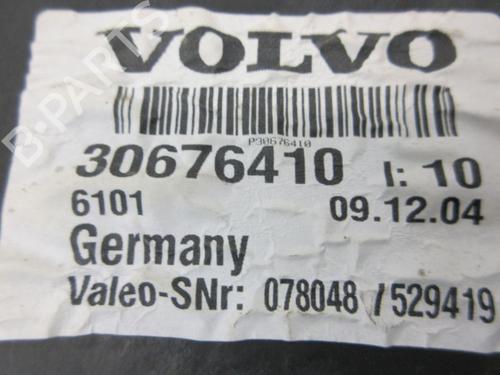 VOLVO
P30676410
30676410 I: 10
6101 09.12.04
Germany
Valeo-SNr: 078048 / 529419
B-PARTS